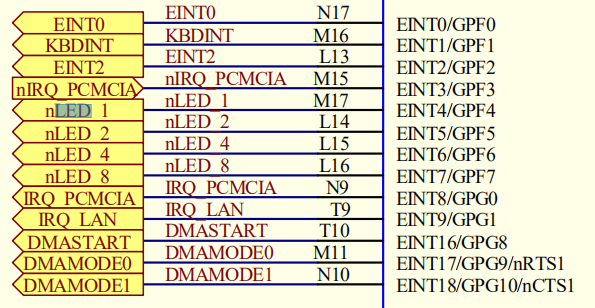 EINT0 EINT0 N17 EINT0/GPF0
KBDINT KBDINT M16 EINT1/GPF1
EINT2 EINT2 L13 EINT2/GPF2
nIRQ_PCMCIA nIRQ_PCMCIA M15 EINT3/GPF3
nLED_1 nLED_1 M17 EINT4/GPF4
nLED_2 nLED_2 L14 EINT5/GPF5
nLED_4 nLED_4 L15 EINT6/GPF6
nLED_8 nLED_8 L16 EINT7/GPF7
IRQ_PCMCIA IRQ_PCMCIA N9 EINT8/GPG0
IRQ_LAN IRQ_LAN T9 EINT9/GPG1
DMASTART DMASTART T10 EINT16/GPG8
DMAMODE0 DMAMODE0 M11 EINT17/GPG9/nRTS1
DMAMODE1 DMAMODE1 N10 EINT18/GPG10/nCTS1